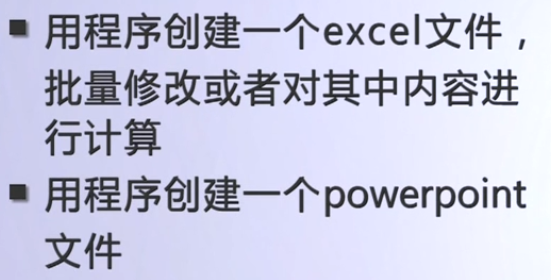 ▪ 用程序创建一个excel文件，
批量修改或者对其中内容进
行计算
▪ 用程序创建一个powerpoint
文件